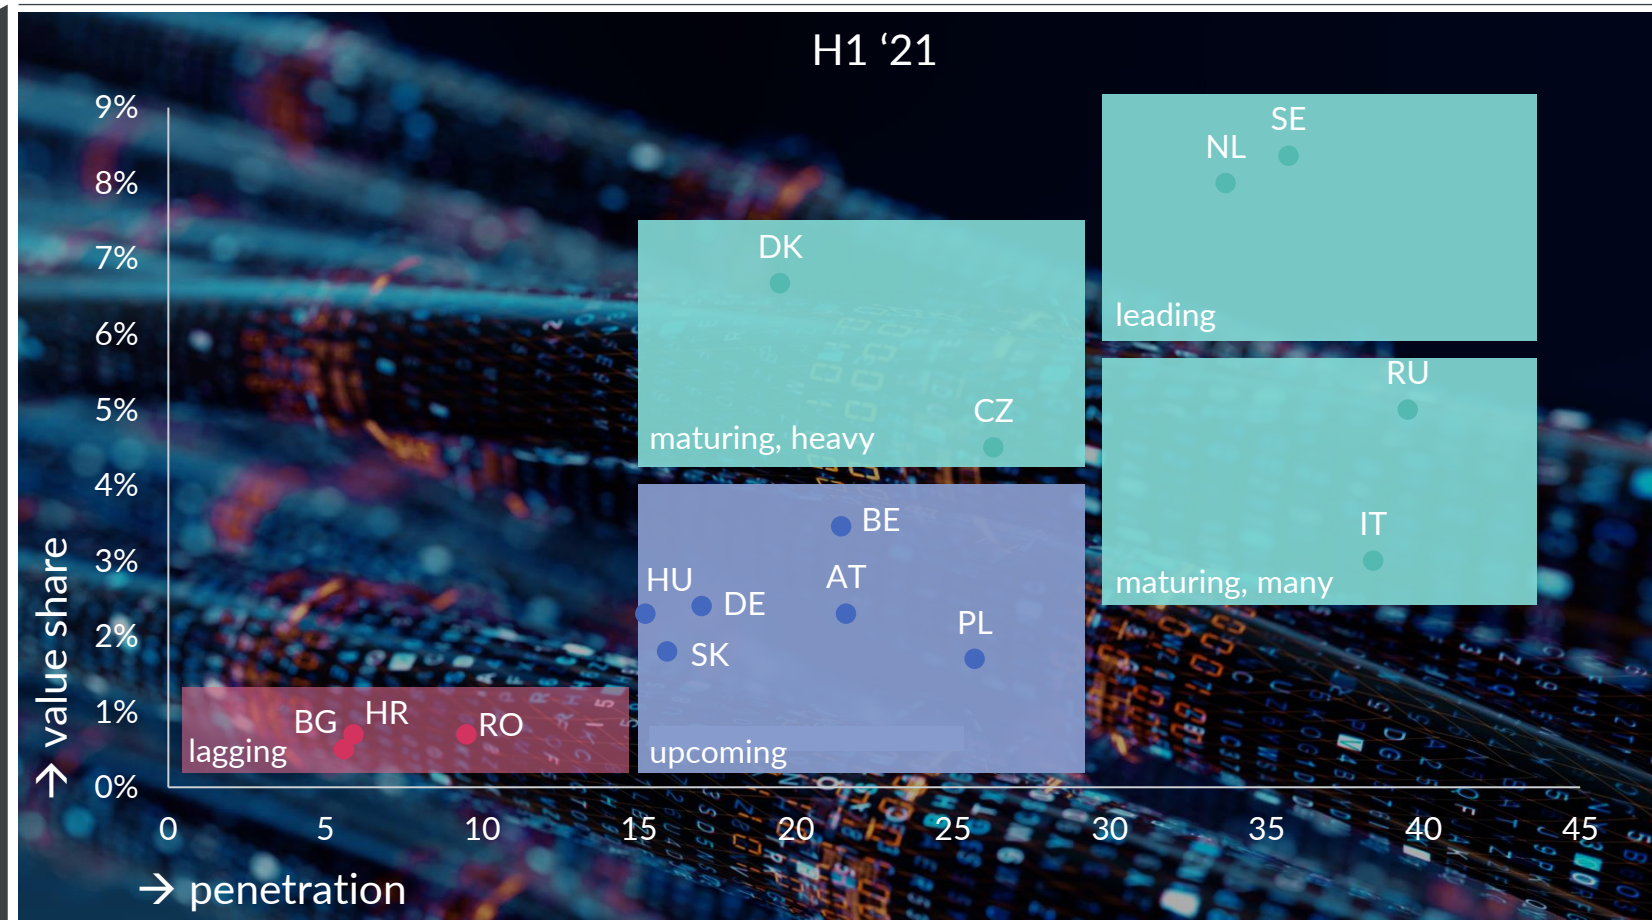 H1 ‘21
9%
8%
7%
6%
5%
4%
3%
2%
1%
0%
→ value share
SE
NL
leading
DK
CZ
maturing, heavy
RU
IT
maturing, many
BE
HU
AT
DE
PL
SK
upcoming
BG
HR
RO
lagging
0 5 10 15 20 25 30 35 40 45
→ penetration